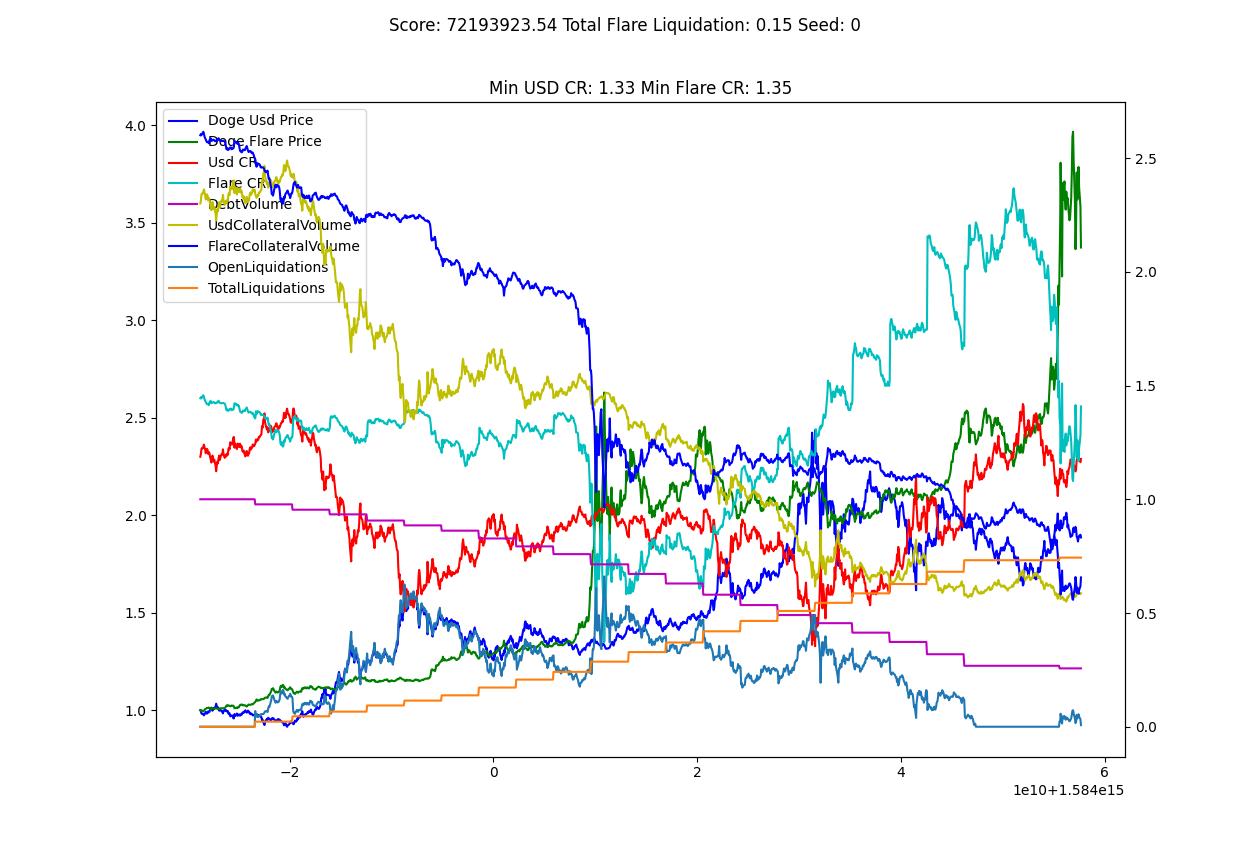 Score: 72193923.54 Total Flare Liquidation: 0.15 Seed: 0
Min USD CR: 1.33 Min Flare CR: 1.35
Doge Usd Price
Doge Flare Price
Usd CR
Flare CR
DebtVolume
UsdCollateralVolume
FlareCollateralVolume
OpenLiquidations
TotalLiquidations
4.0
3.5
3.0
2.5
2.0
1.5
1.0
2.5
2.0
1.5
1.0
0.5
0.0
−2
0
2
4
6
1e10+1.584e15